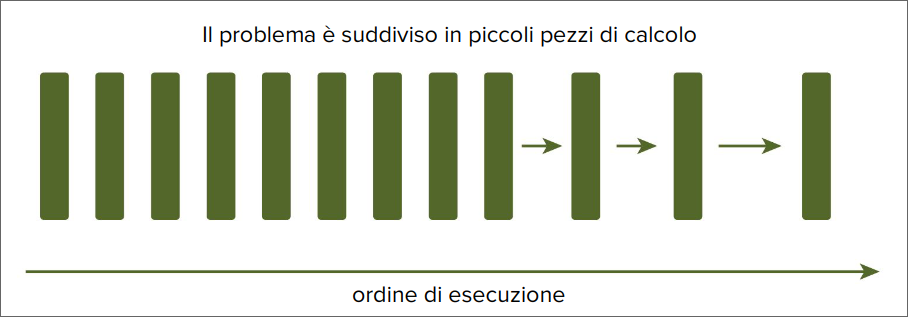 Il problema è suddiviso in piccoli pezzi di calcolo
ordine di esecuzione